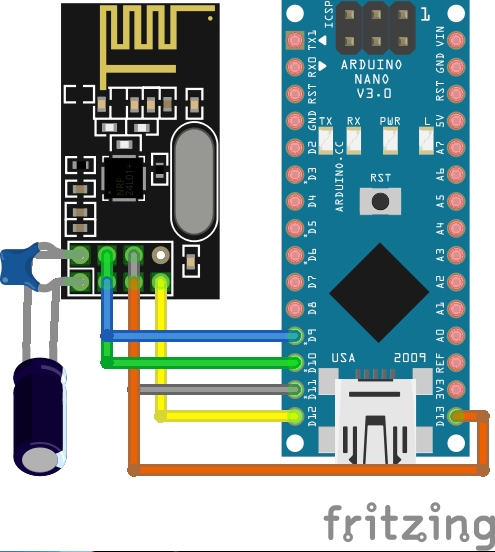 ICSP
1
TX1
RX0
RST
GND
D2
D3
D4
D5
D6
D7
D8
D9
D10
D11
D12
ARDUINO
NANO
V3.0
TX RX PWR L
ARDUINO.CC
RST
USA 2009
VIN
GND
RST
5V
A7
A6
A5
A4
A3
A2
A1
A0
REF
3V3
D13
NRF
24L01+
fritzing